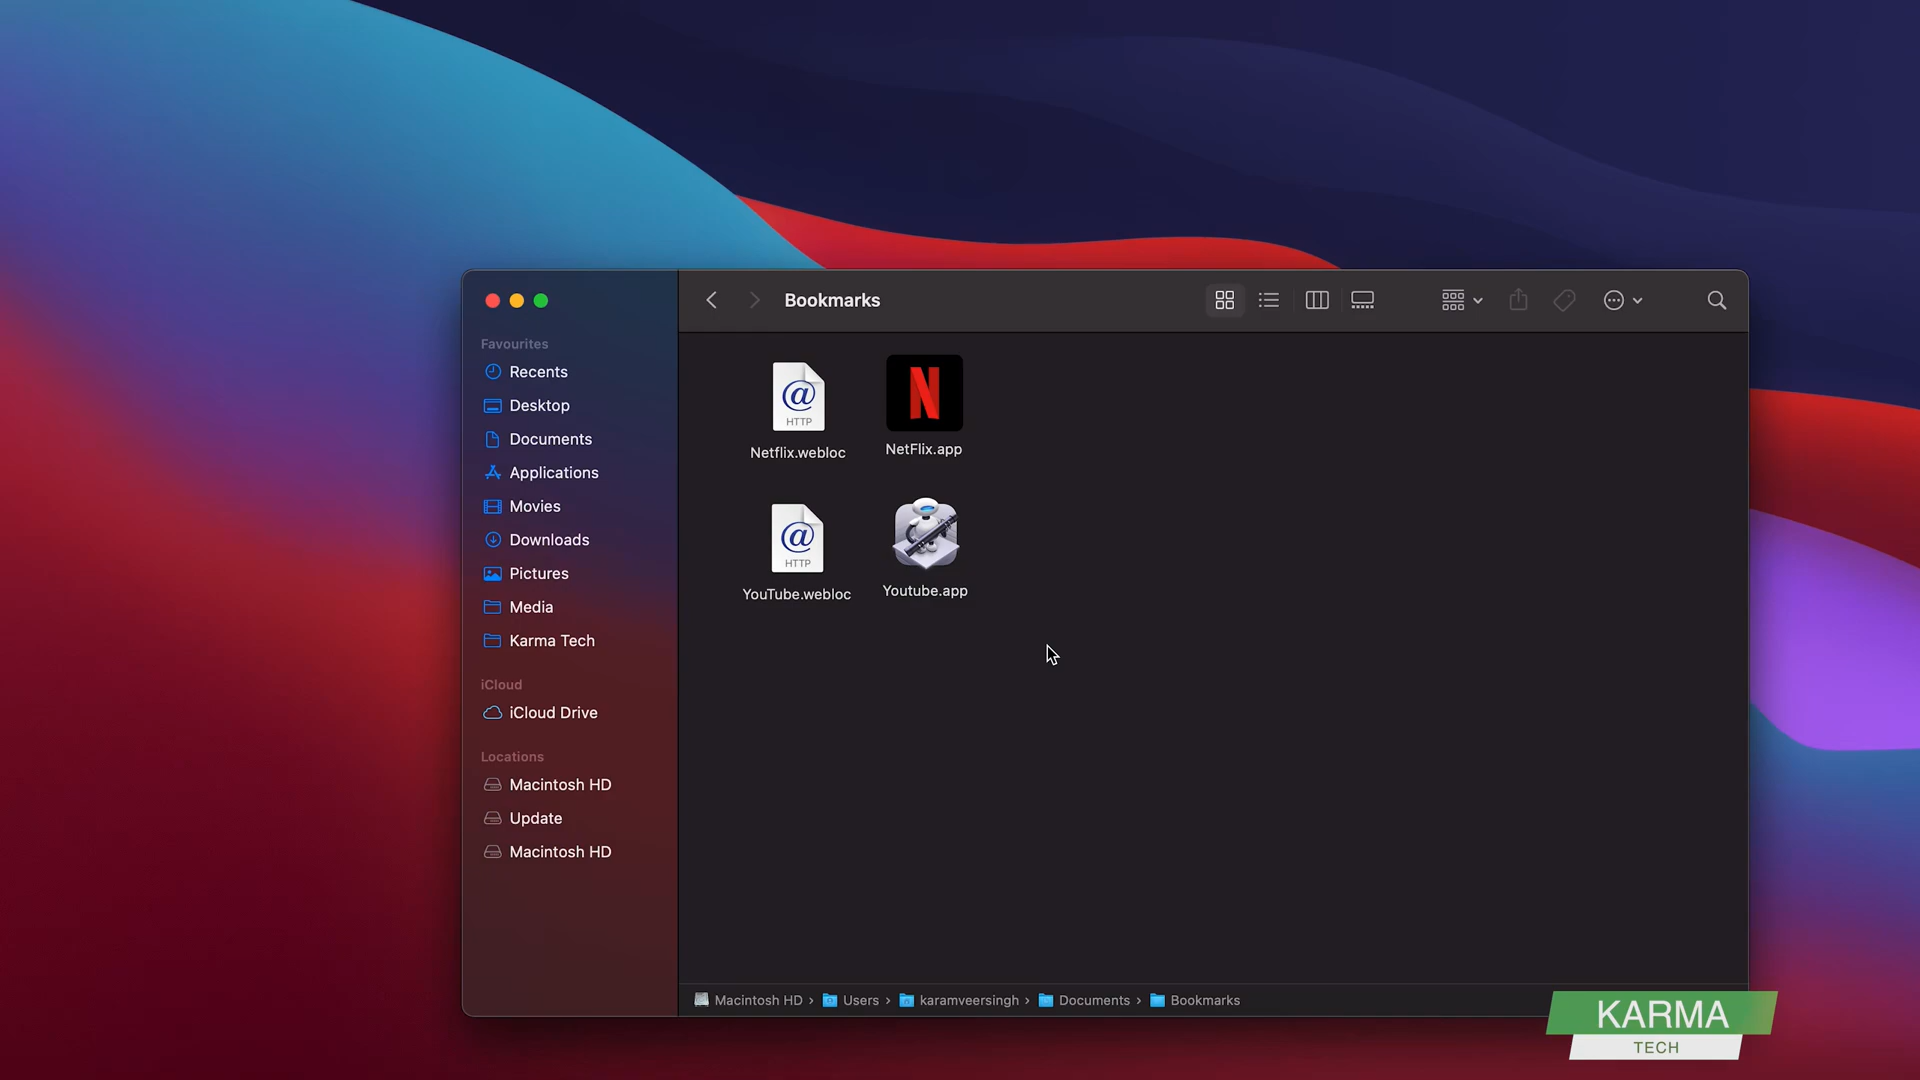 Bookmarks
Favourites
Recents
Desktop
Documents
Applications
Movies
Downloads
Pictures
Media
Karma Tech
iCloud
iCloud Drive
Locations
Macintosh HD
Update
Macintosh HD
@
HTTP
Netflix.webloc
N
NetFlix.app
@
HTTP
YouTube.webloc
Youtube.app
Macintosh HD › Users › karamveersingh › Documents › Bookmarks
KARMA
TECH